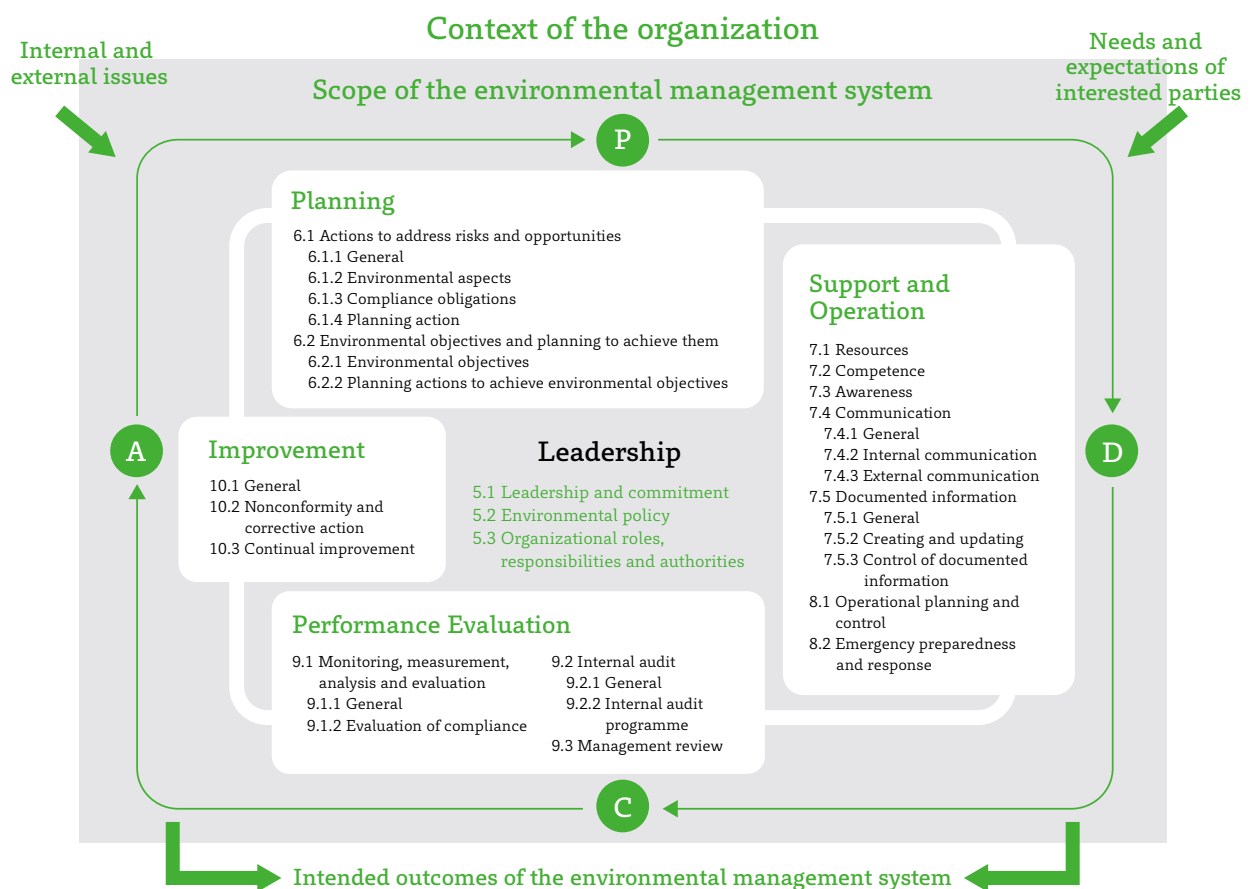 Context of the organization
Internal and
external issues
Needs and
expectations of
interested parties
Scope of the environmental management system
P
Planning
6.1 Actions to address risks and opportunities
6.1.1 General
6.1.2 Environmental aspects
6.1.3 Compliance obligations
6.1.4 Planning action
6.2 Environmental objectives and planning to achieve them
6.2.1 Environmental objectives
6.2.2 Planning actions to achieve environmental objectives
Support and
Operation
7.1 Resources
7.2 Competence
7.3 Awareness
7.4 Communication
7.4.1 General
7.4.2 Internal communication
7.4.3 External communication
7.5 Documented information
7.5.1 General
7.5.2 Creating and updating
7.5.3 Control of documented
information
8.1 Operational planning and
control
8.2 Emergency preparedness
and response
D
A
Improvement
10.1 General
10.2 Nonconformity and
corrective action
10.3 Continual improvement
Leadership
5.1 Leadership and commitment
5.2 Environmental policy
5.3 Organizational roles,
responsibilities and authorities
Performance Evaluation
9.1 Monitoring, measurement,
analysis and evaluation
9.1.1 General
9.1.2 Evaluation of compliance
9.2 Internal audit
9.2.1 General
9.2.2 Internal audit
programme
9.3 Management review
C
Intended outcomes of the environmental management system